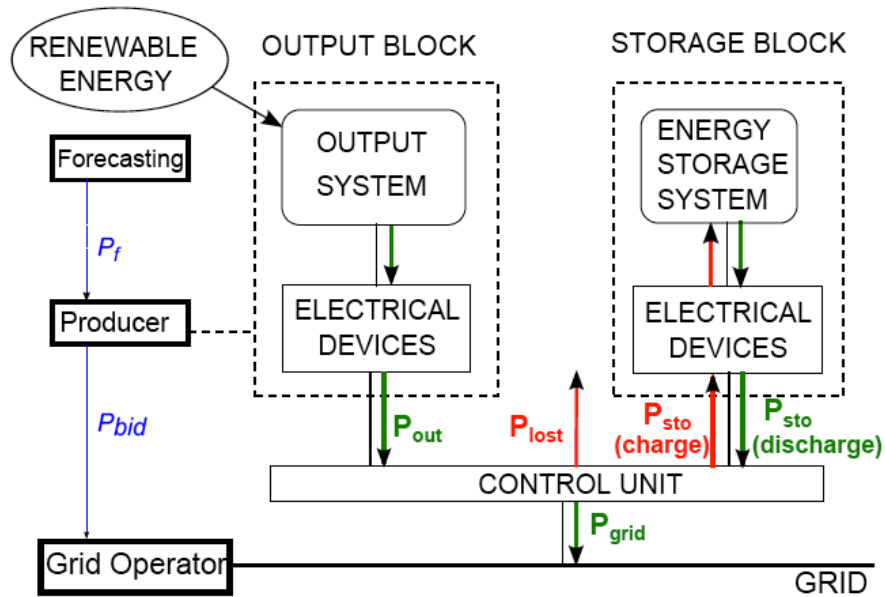 RENEWABLE
ENERGY
OUTPUT BLOCK
STORAGE BLOCK
Forecasting
OUTPUT
SYSTEM
ENERGY
STORAGE
SYSTEM
Pf
Producer
ELECTRICAL
DEVICES
ELECTRICAL
DEVICES
Pbid
Pout
Plost
Psto
(charge)
Psto
(discharge)
CONTROL UNIT
Pgrid
Grid Operator
GRID